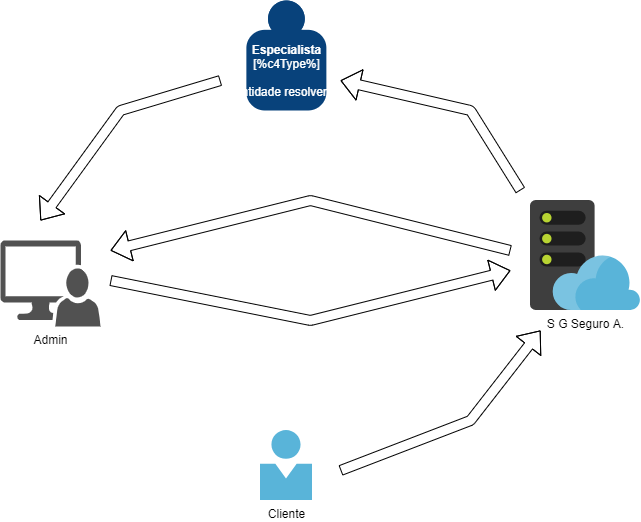 Especialista
[%c4Type%]
tidade resolver
Admin
S G Seguro A.
Cliente